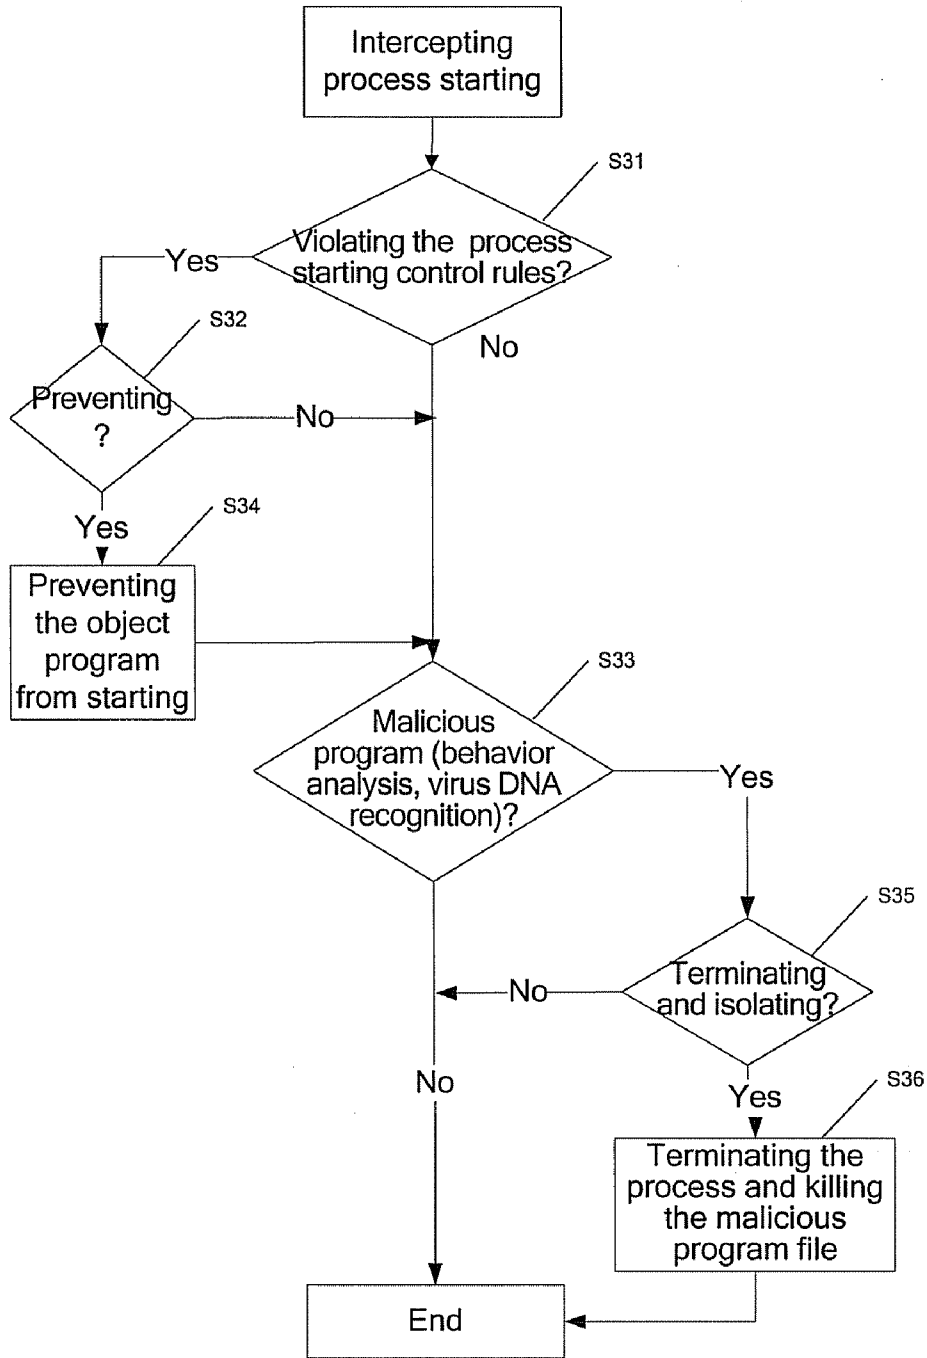 Intercepting
process starting
S31
Violating the process
starting control rules?
Yes
No
S32
Preventing
?
No
Yes
S34
Preventing
the object
program
from starting
S33
Malicious
program (behavior
analysis, virus DNA
recognition)?
Yes
S35
Terminating
and isolating?
No
No
Yes
S36
Terminating the
process and killing
the malicious
program file
End